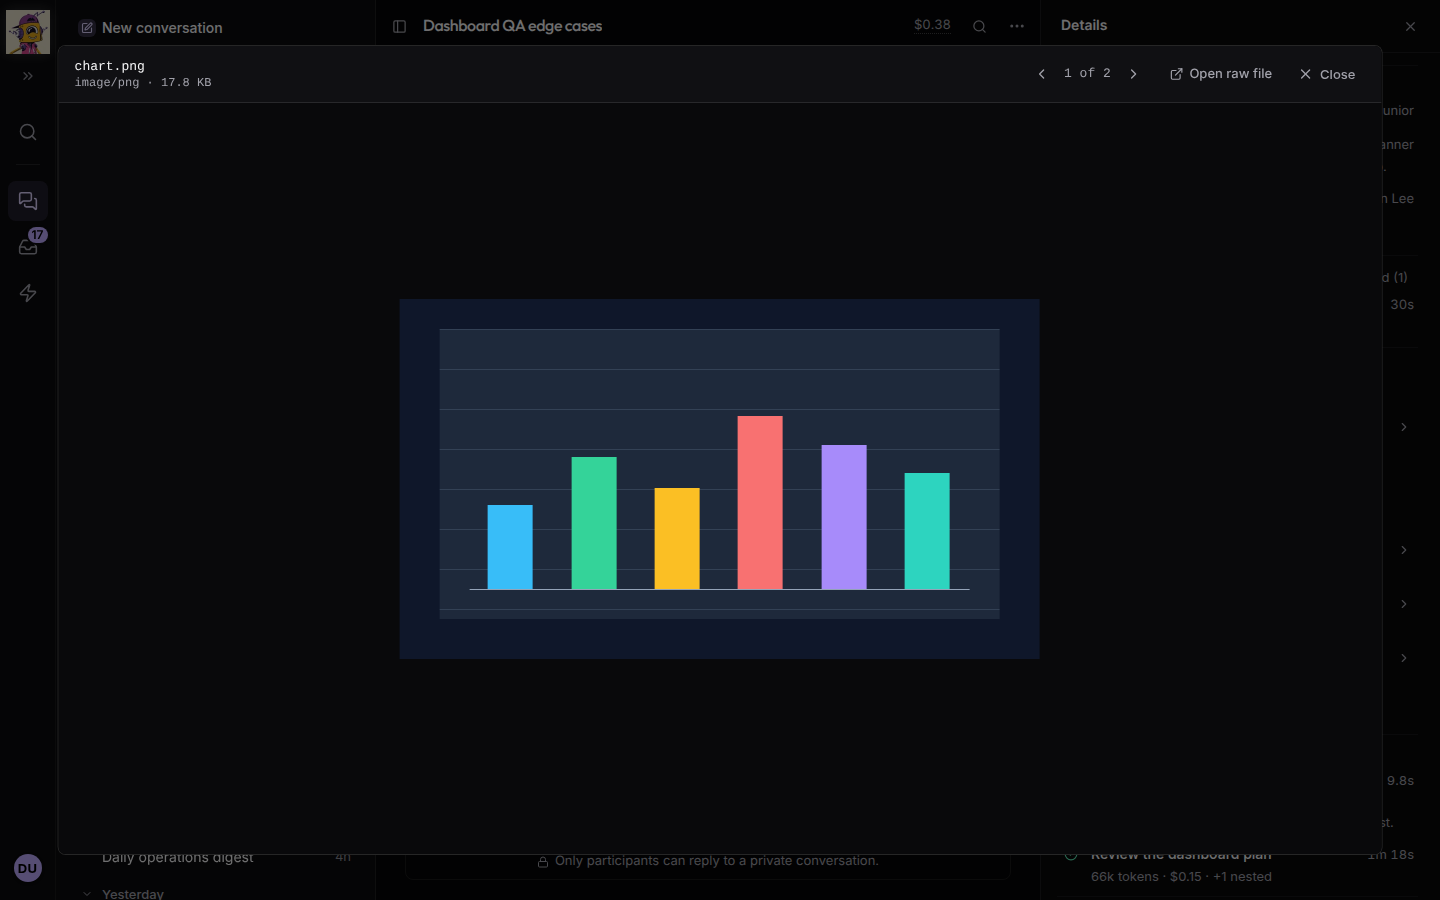 New conversation
Dashboard QA edge cases
$0.38
Details
chart.png
image/png · 17.8 KB
1 of 2
Open raw file
Close
unior
anner
Lee
17
d (1)
30s
9.8s
st.
DU
Daily operations digest
4h
Only participants can reply to a private conversation.
Review the dashboard plan
1m 18s
66k tokens · $0.15 · +1 nested
Yesterday